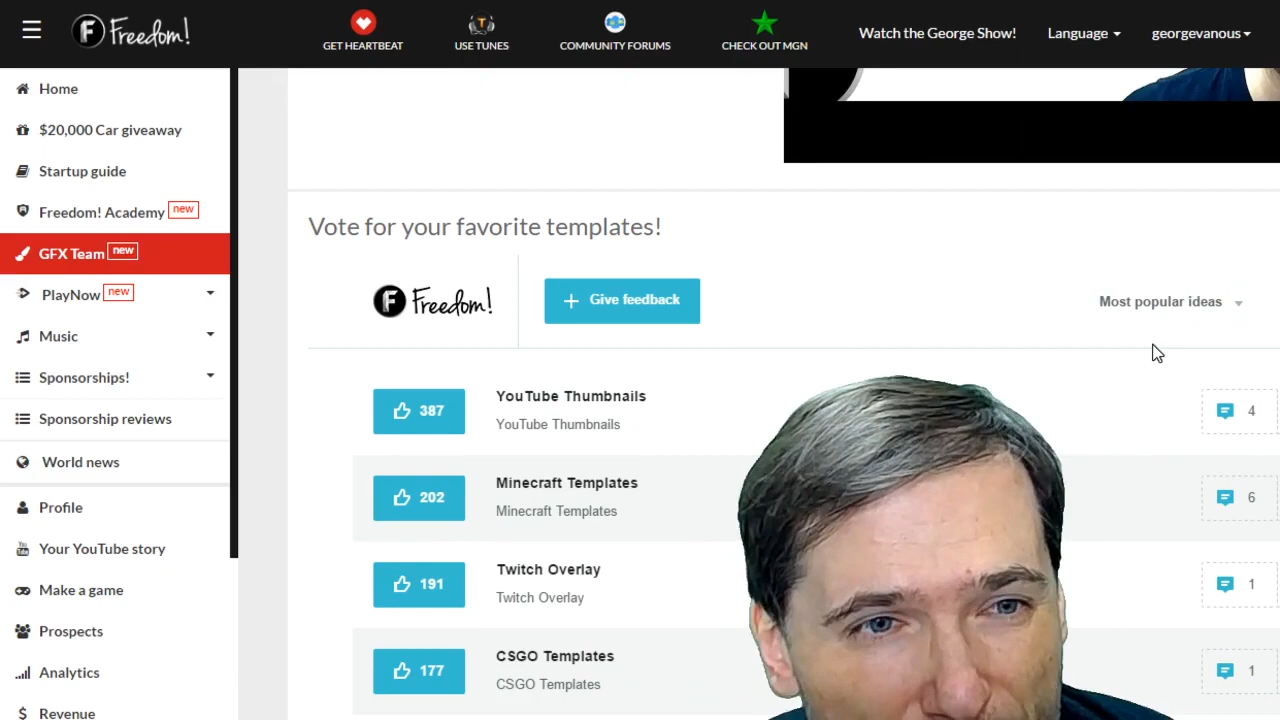 Freedom!
GET HEARTBEAT
USE TUNES
COMMUNITY FORUMS
CHECK OUT MGN
Watch the George Show!
Language
georgevanous
Home
$20,000 Car giveaway
Startup guide
Freedom! Academy new
GFX Team new
PlayNow new
Music
Sponsorships!
Sponsorship reviews
World news
Profile
Your YouTube story
Make a game
Prospects
Analytics
Revenue
Vote for your favorite templates!
Freedom!
Give feedback
Most popular ideas
387
YouTube Thumbnails
YouTube Thumbnails
4
202
Minecraft Templates
Minecraft Templates
6
191
Twitch Overlay
Twitch Overlay
1
177
CSGO Templates
CSGO Templates
1